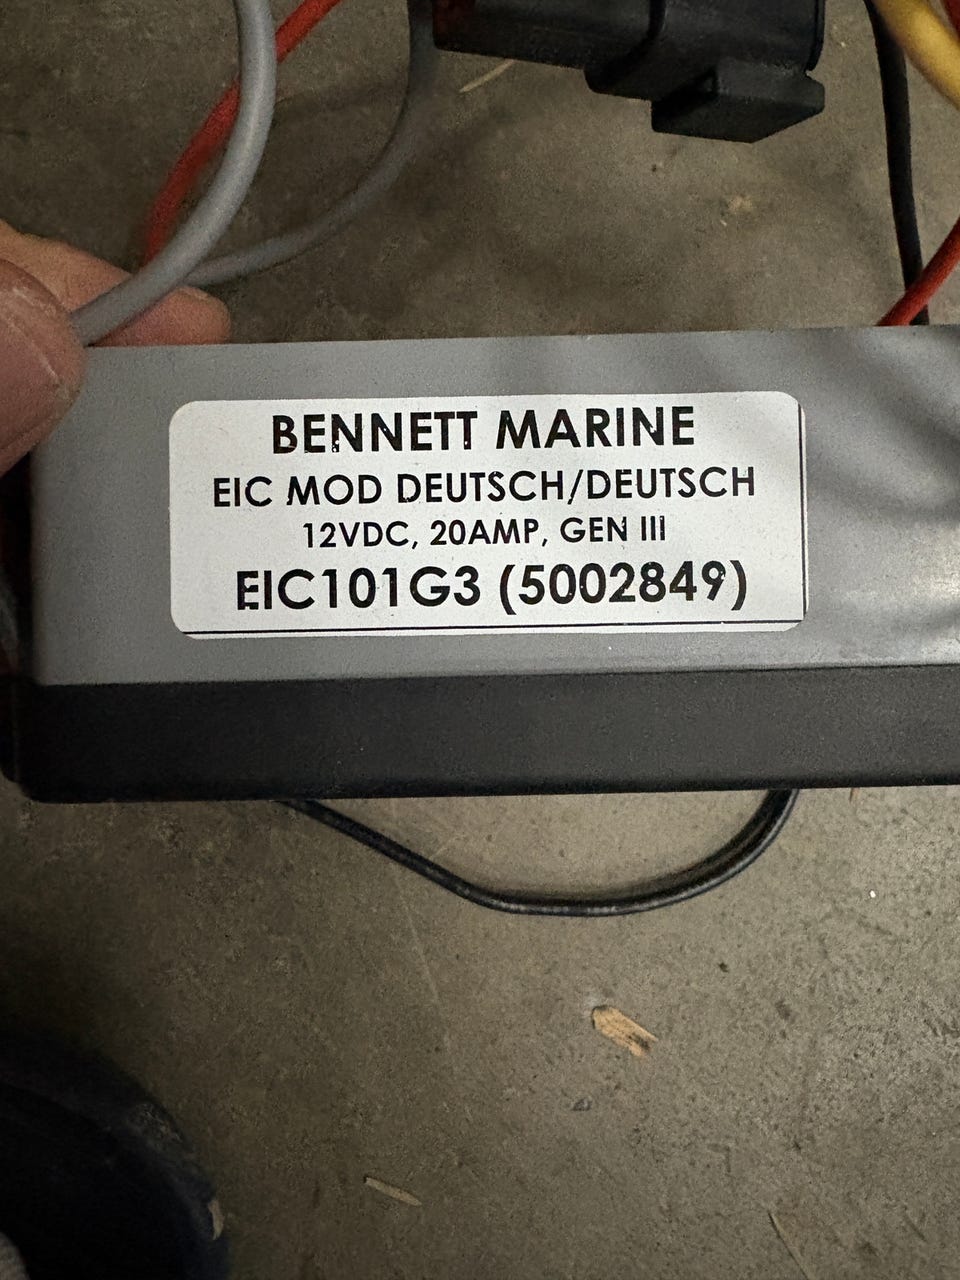 BENNETT MARINE
EIC MOD DEUTSCH/DEUTSCH
12VDC, 20AMP, GEN III
EIC101G3 (5002849)